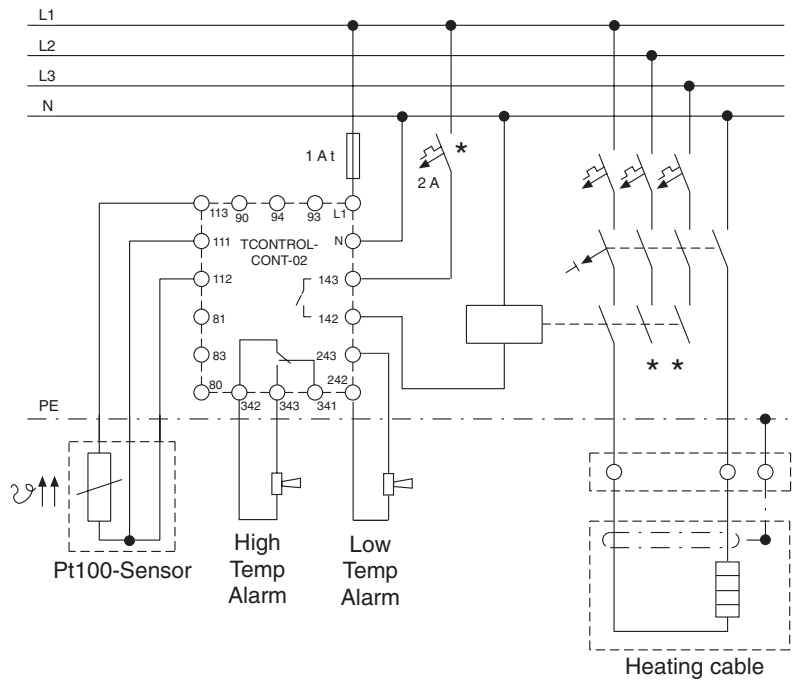 L1
L2
L3
N
1 A t
*
2 A
113 90 94 93 L1
111 N
TCONTROL-
CONT-02
112 143
81 142
83 243
80 242
342 343 341
* *
PE
ϑ
Pt100-Sensor
High
Temp
Alarm
Low
Temp
Alarm
Heating cable